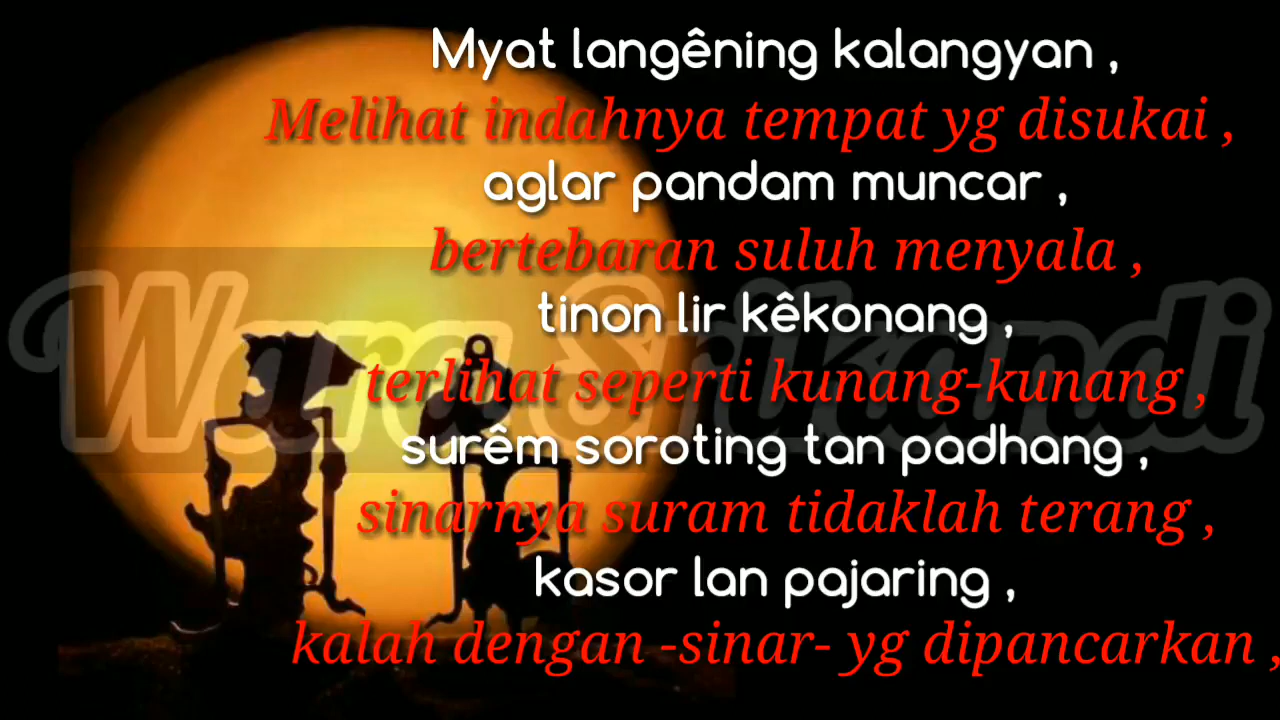 Myat langêning kalangyan ,
Melihat indahnya tempat yg disukai ,
aglar pandam muncar ,
bertebaran suluh menyala ,
tinon lir kêkonang ,
terlihat seperti kunang-kunang ,
Wara Srikandi
surêm soroting tan padhang ,
sinarnya suram tidaklah terang ,
kasor lan pajaring ,
kalah dengan -sinar- yg dipancarkan ,